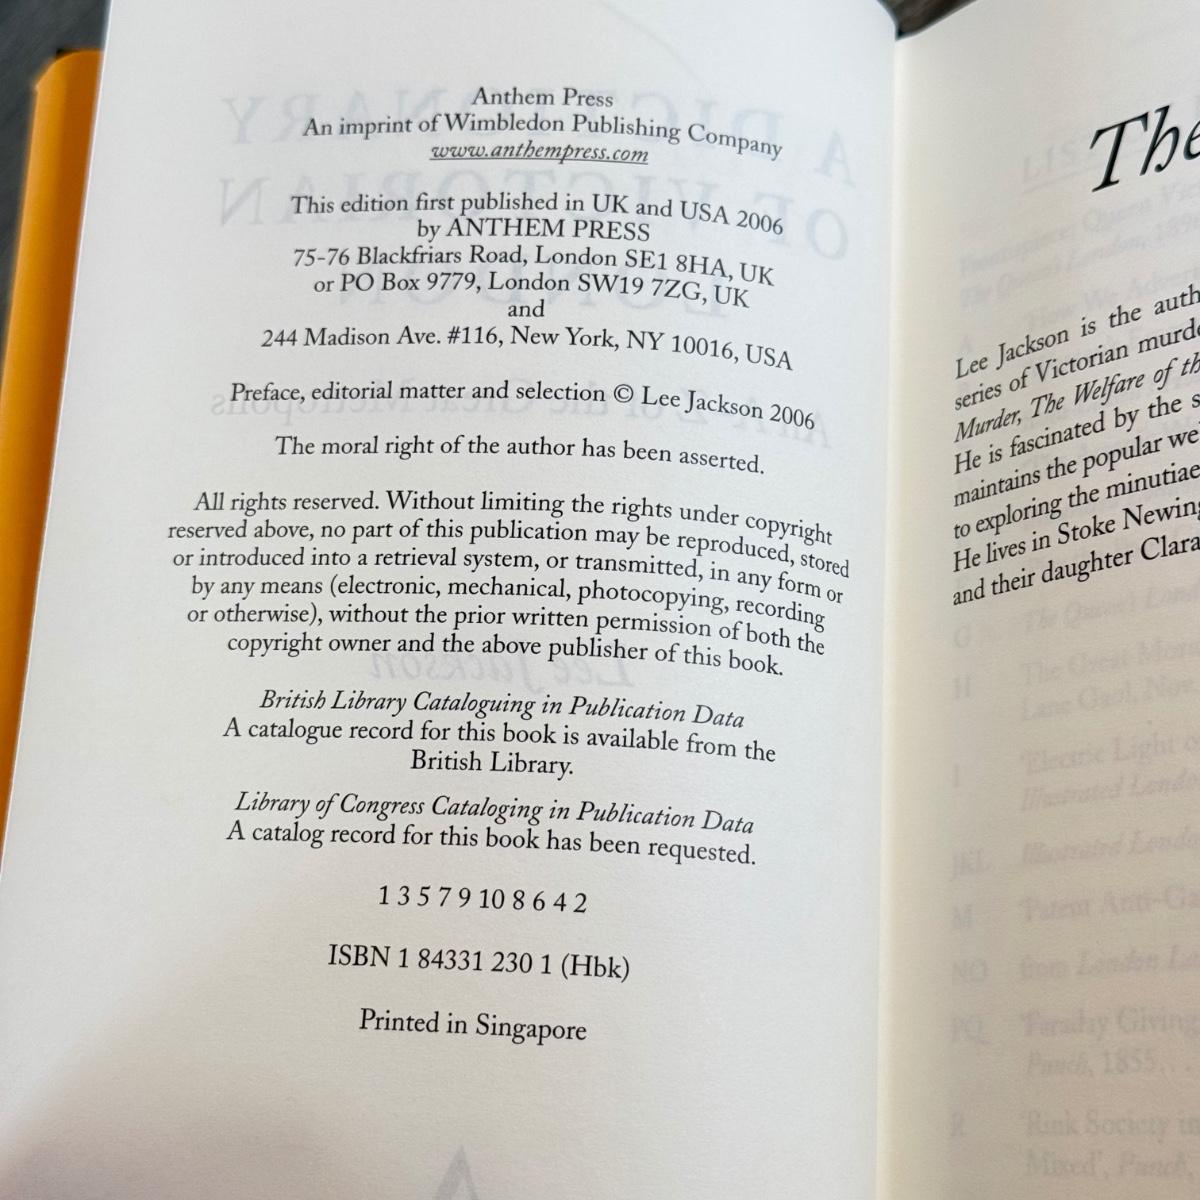 Anthem Press
An imprint of Wimbledon Publishing Company
www.anthempress.com
This edition first published in UK and USA 2006
by ANTHEM PRESS
75-76 Blackfriars Road, London SE1 8HA, UK
or PO Box 9779, London SW19 7ZG, UK
and
244 Madison Ave. #116, New York, NY 10016, USA
Preface, editorial matter and selection © Lee Jackson 2006
The moral right of the author has been asserted.
All rights reserved. Without limiting the rights under copyright
reserved above, no part of this publication may be reproduced, stored
or introduced into a retrieval system, or transmitted, in any form or
by any means (electronic, mechanical, photocopying, recording
or otherwise), without the prior written permission of both the
copyright owner and the above publisher of this book.
British Library Cataloguing in Publication Data
A catalogue record for this book is available from the
British Library.
Library of Congress Cataloging in Publication Data
A catalog record for this book has been requested.
1 3 5 7 9 10 8 6 4 2
ISBN 1 84331 230 1 (Hbk)
Printed in Singapore
The
Lee Jackson is the auth
series of Victorian murde
Murder, The Welfare of th
He is fascinated by the s
maintains the popular we
to exploring the minutiae
He lives in Stoke Newing
and their daughter Clara